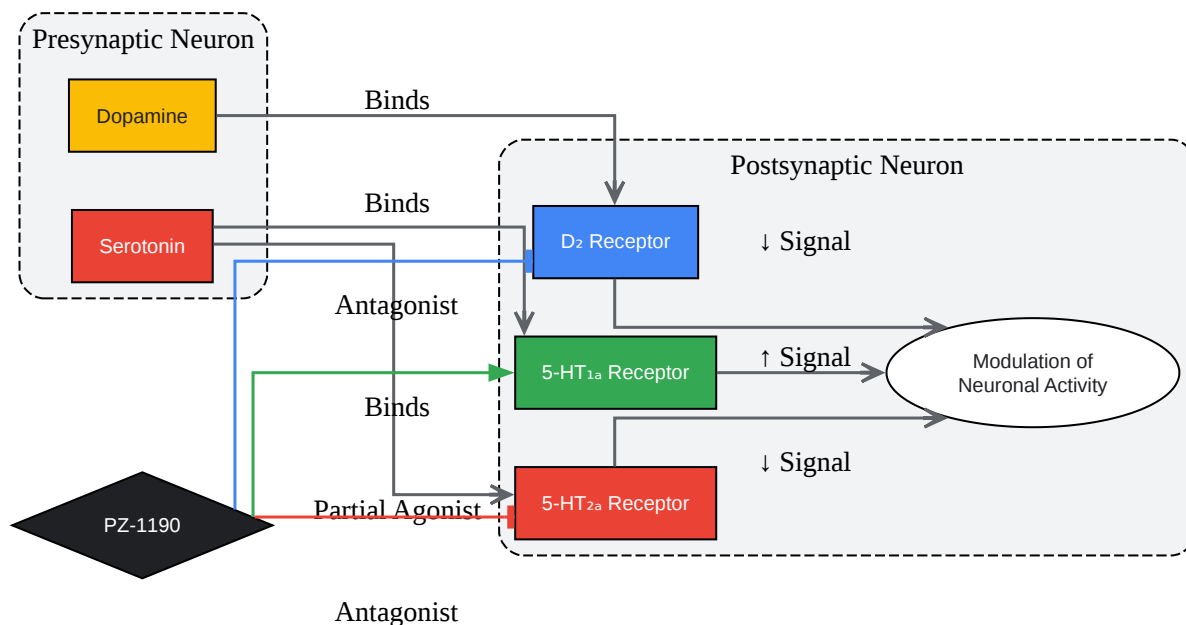 Presynaptic Neuron
Dopamine
Binds
Postsynaptic Neuron
Binds
Serotonin
D₂ Receptor
↓ Signal
Antagonist
5-HT₁ₐ Receptor
↑ Signal
Modulation of
Neuronal Activity
Binds
↓ Signal
5-HT₂ₐ Receptor
Partial Agonist
PZ-1190
Antagonist